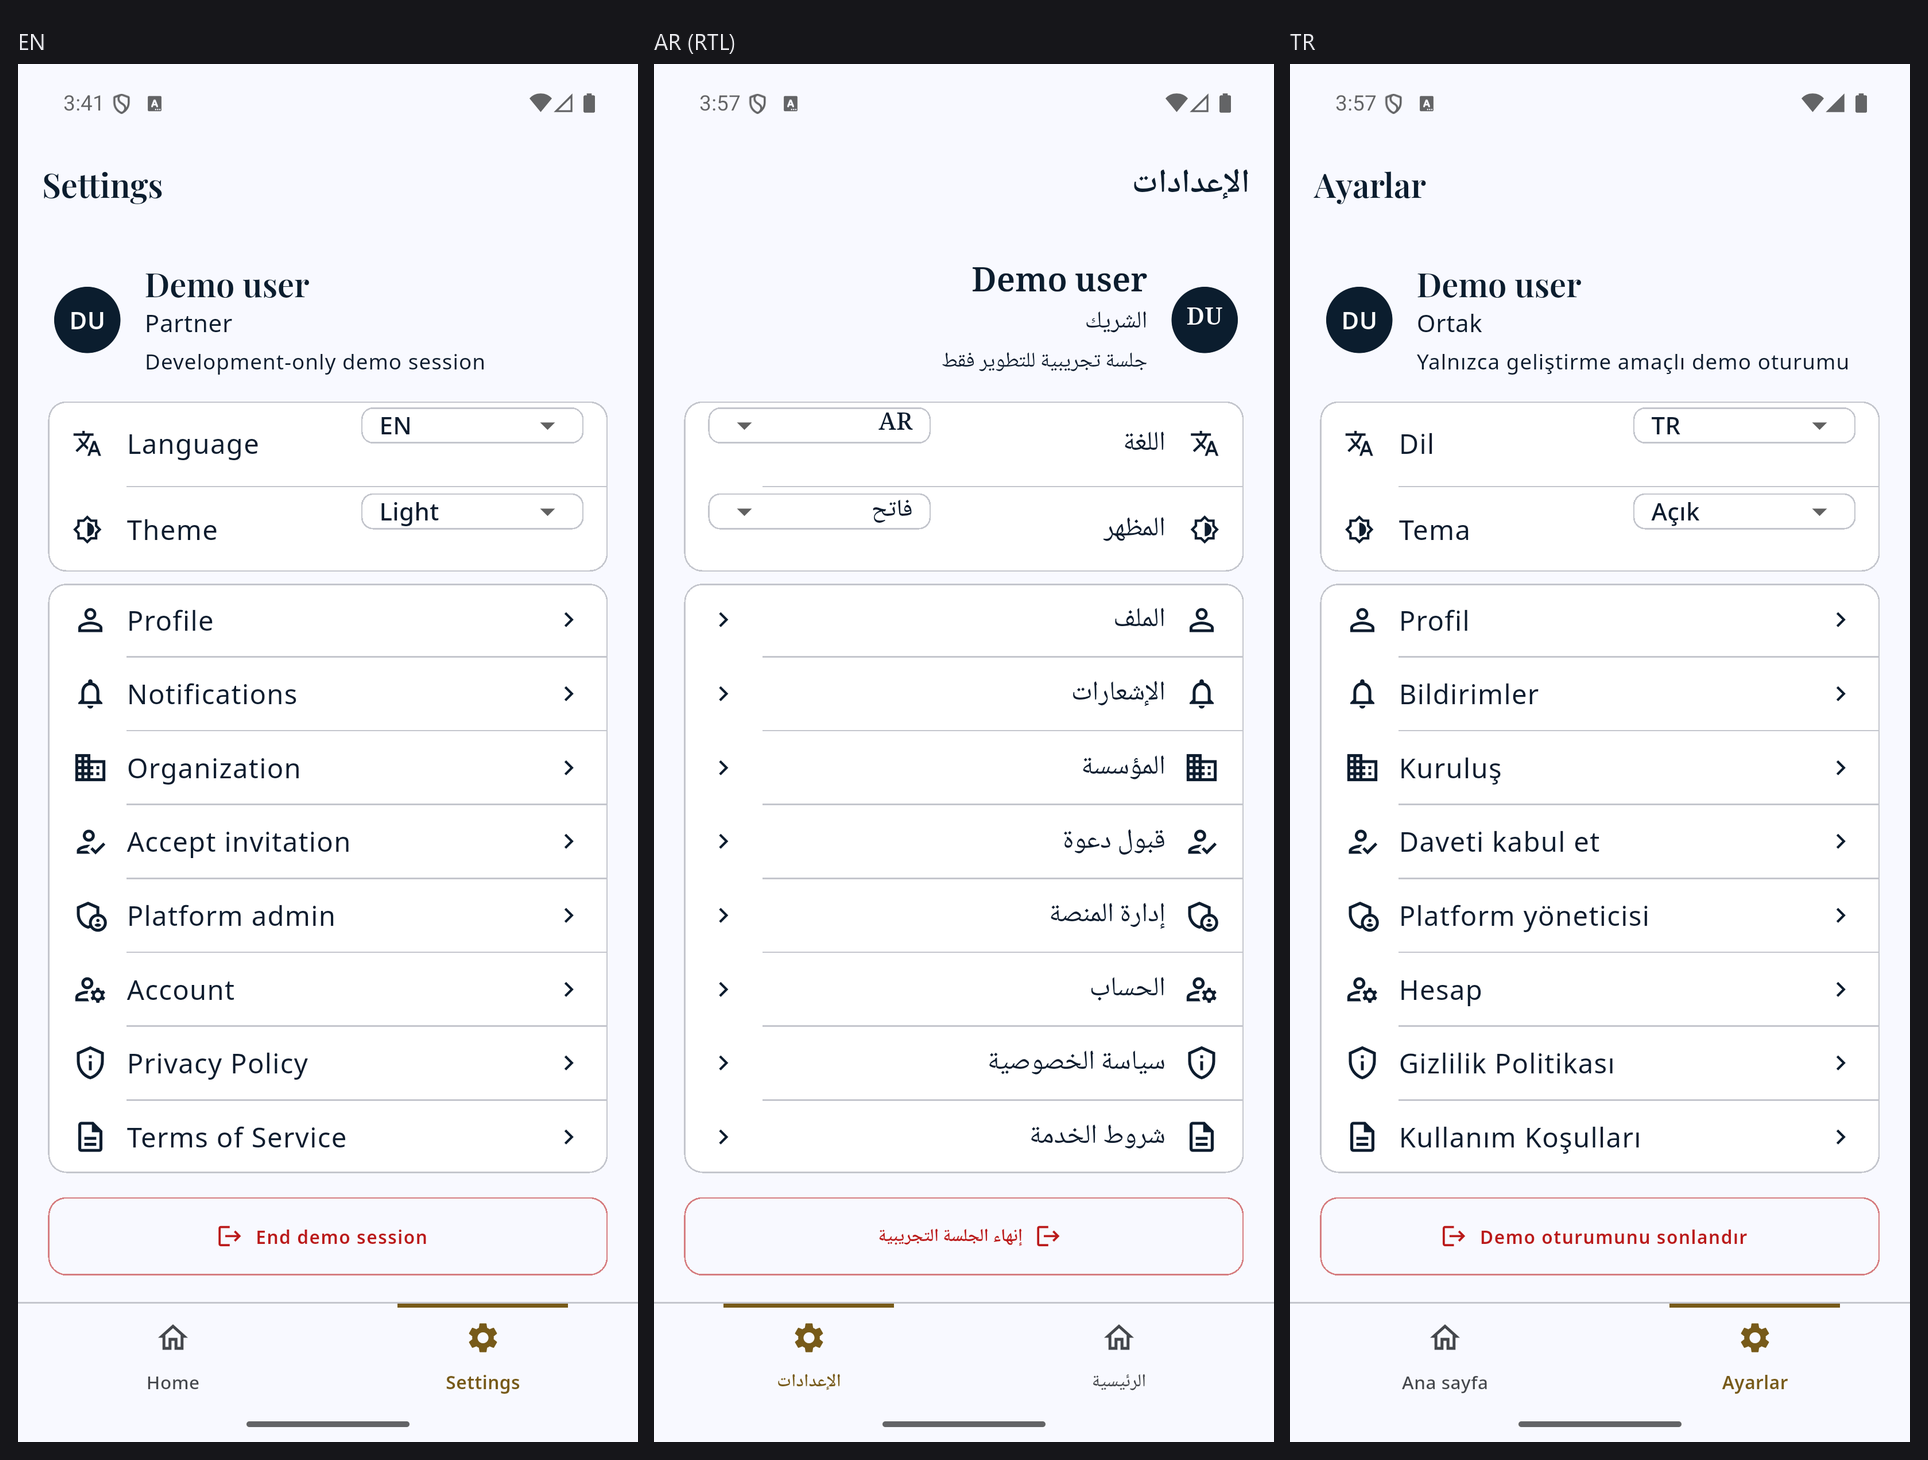 EN
3:41
Settings
DU
Demo user
Partner
Development-only demo session
Language
EN
Theme
Light
Profile
Notifications
Organization
Accept invitation
Platform admin
Account
Privacy Policy
Terms of Service
End demo session
Home
Settings
AR (RTL)
3:57
الإعدادات
DU
Demo user
الشريك
جلسة تجريبية للتطوير فقط
اللغة
AR
المظهر
فاتح
الملف
الإشعارات
المؤسسة
قبول دعوة
إدارة المنصة
الحساب
سياسة الخصوصية
شروط الخدمة
إنهاء الجلسة التجريبية
الرئيسية
الإعدادات
TR
3:57
Ayarlar
DU
Demo user
Ortak
Yalnızca geliştirme amaçlı demo oturumu
Dil
TR
Tema
Açık
Profil
Bildirimler
Kuruluş
Daveti kabul et
Platform yöneticisi
Hesap
Gizlilik Politikası
Kullanım Koşulları
Demo oturumunu sonlandır
Ana sayfa
Ayarlar